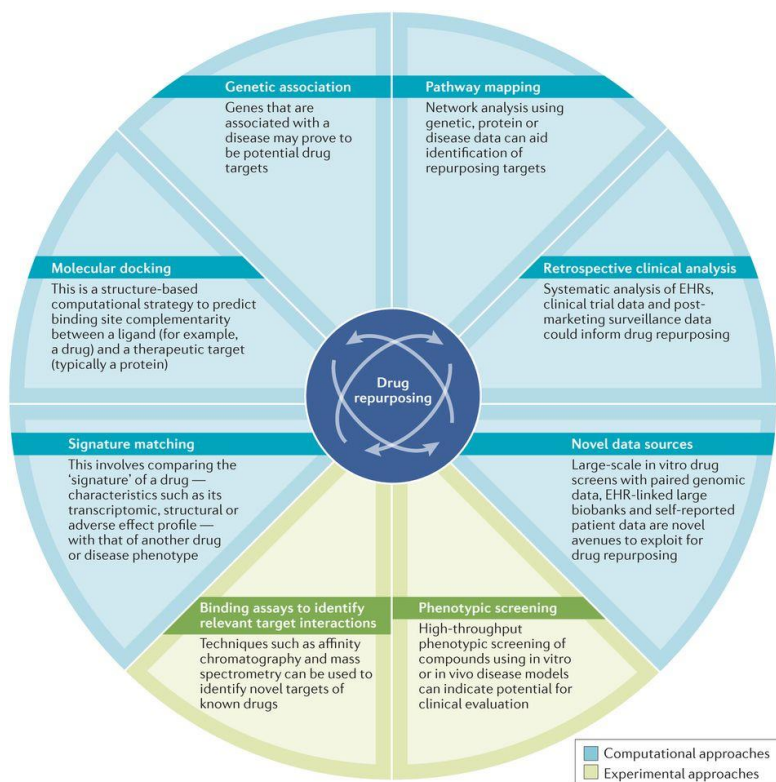 Genetic association
Genes that are
associated with a
disease may prove to
be potential drug
targets
Pathway mapping
Network analysis using
genetic, protein or
disease data can aid
identification of
repurposing targets
Molecular docking
This is a structure-based
computational strategy to predict
binding site complementarity
between a ligand (for example,
a drug) and a therapeutic target
(typically a protein)
Retrospective clinical analysis
Systematic analysis of EHRs,
clinical trial data and post-
marketing surveillance data
could inform drug repurposing
Drug
repurposing
Signature matching
This involves comparing the
‘signature’ of a drug —
characteristics such as its
transcriptomic, structural or
adverse effect profile —
with that of another drug
or disease phenotype
Novel data sources
Large-scale in vitro drug
screens with paired genomic
data, EHR-linked large
biobanks and self-reported
patient data are novel
avenues to exploit for
drug repurposing
Binding assays to identify
relevant target interactions
Techniques such as affinity
chromatography and mass
spectrometry can be used to
identify novel targets of
known drugs
Phenotypic screening
High-throughput
phenotypic screening of
compounds using in vitro
or in vivo disease models
can indicate potential for
clinical evaluation
Computational approaches
Experimental approaches